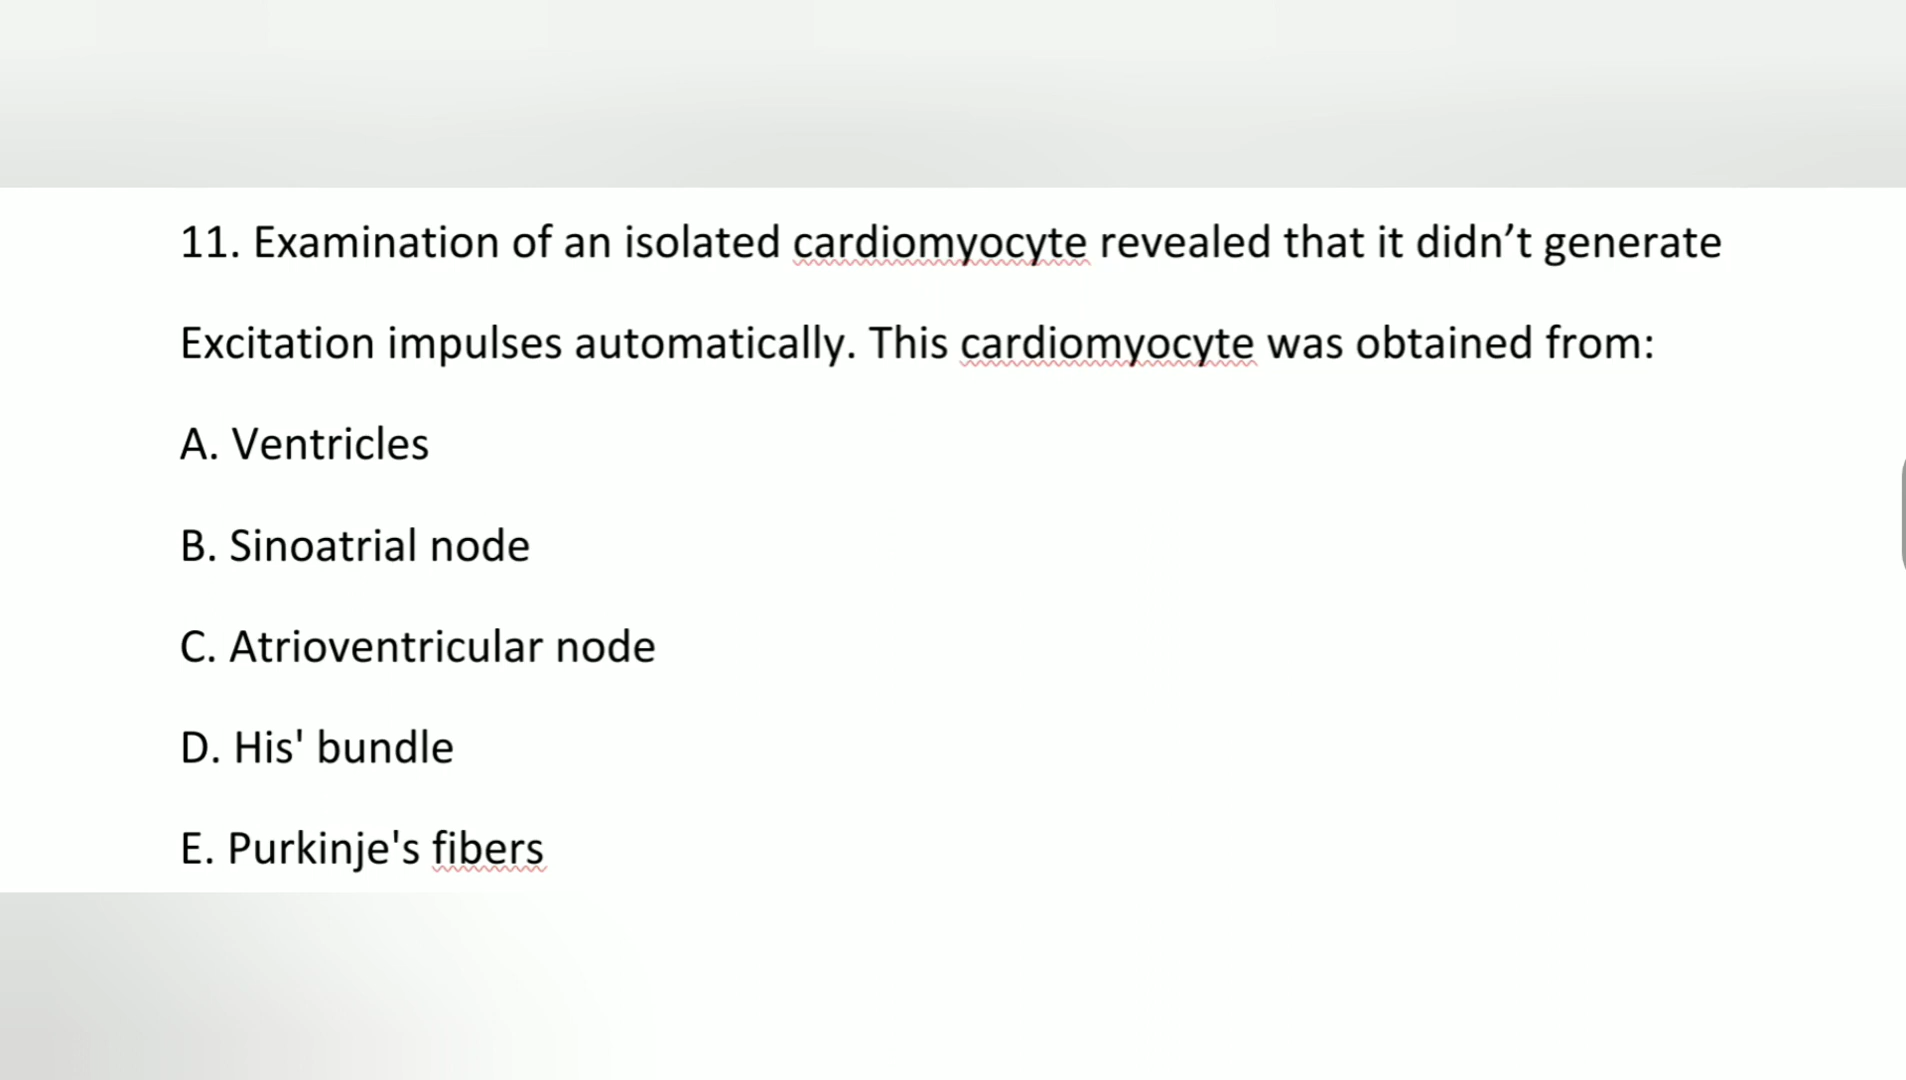 11. Examination of an isolated cardiomyocyte revealed that it didn’t generate
Excitation impulses automatically. This cardiomyocyte was obtained from:
A. Ventricles
B. Sinoatrial node
C. Atrioventricular node
D. His' bundle
E. Purkinje's fibers